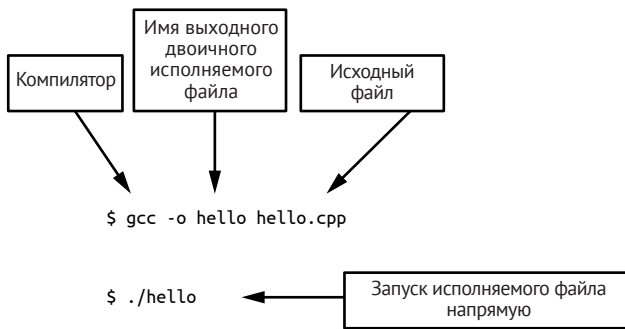 Компилятор
Имя выходного
двоичного
исполняемого
файла
Исходный
файл
$ gcc -o hello hello.cpp
$ ./hello
Запуск исполняемого файла
напрямую